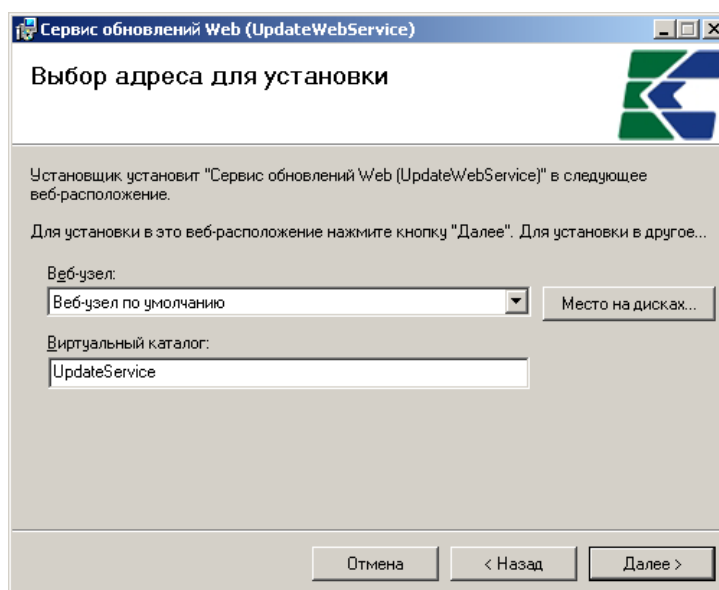 Сервис обновлений Web (UpdateWebService)
Выбор адреса для установки
Установщик установит "Сервис обновлений Web (UpdateWebService)" в следующее
веб-расположение.
Для установки в это веб-расположение нажмите кнопку "Далее". Для установки в другое...
Веб-узел:
Веб-узел по умолчанию
Место на дисках...
Виртуальный каталог:
UpdateService
Отмена
< Назад
Далее >